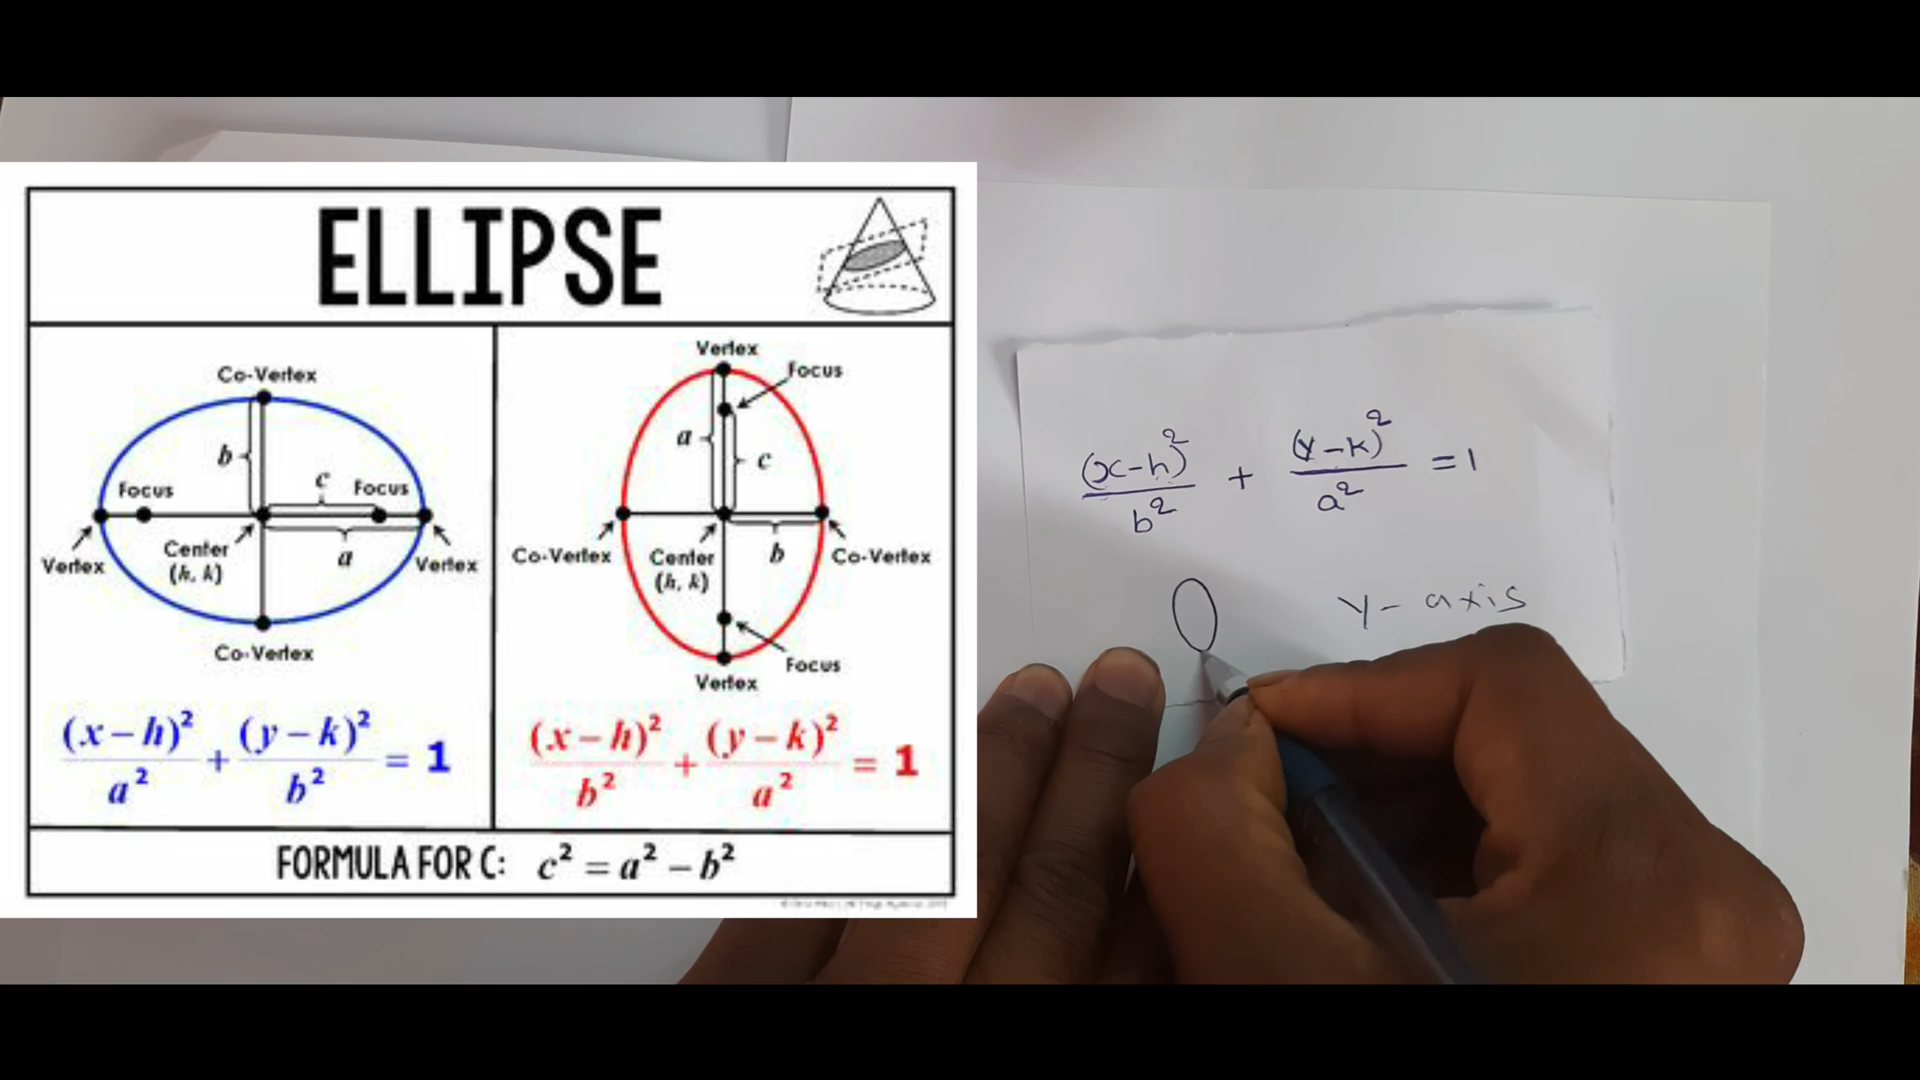 ELLIPSE
Co-Vertex
b
c
Focus
Focus
Vertex
Center
(h, k)
a
Vertex
Co-Vertex
(x – h)²/a² + (y – k)²/b² = 1
Vertex
Focus
a
c
Co-Vertex
Center
(h, k)
b
Co-Vertex
Focus
Vertex
(x – h)²/b² + (y – k)²/a² = 1
FORMULA FOR C: c² = a² – b²
(x-h)²/b² + (y-k)²/a² = 1
y- axis